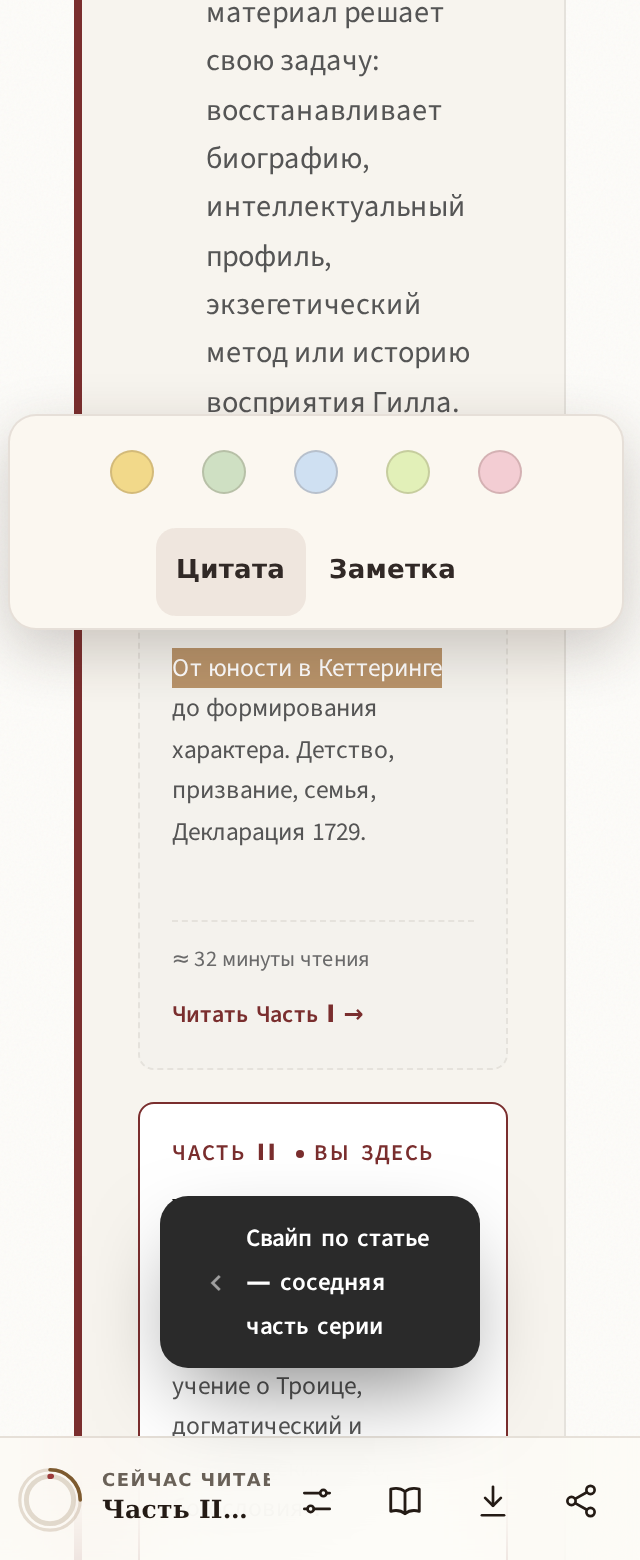 материал решает
свою задачу:
восстанавливает
биографию,
интеллектуальный
профиль,
экзегетический
метод или историю
восприятия Гилла.
Цитата Заметка
От юности в Кеттеринге
до формирования
характера. Детство,
призвание, семья,
Декларация 1729.
≈ 32 минуты чтения
Читать Часть I →
ЧАСТЬ II • ВЫ ЗДЕСЬ
Свайп по статье
— соседняя
часть серии
учение о Троице,
догматический и
СЕЙЧАС ЧИТАЕ
Часть II...